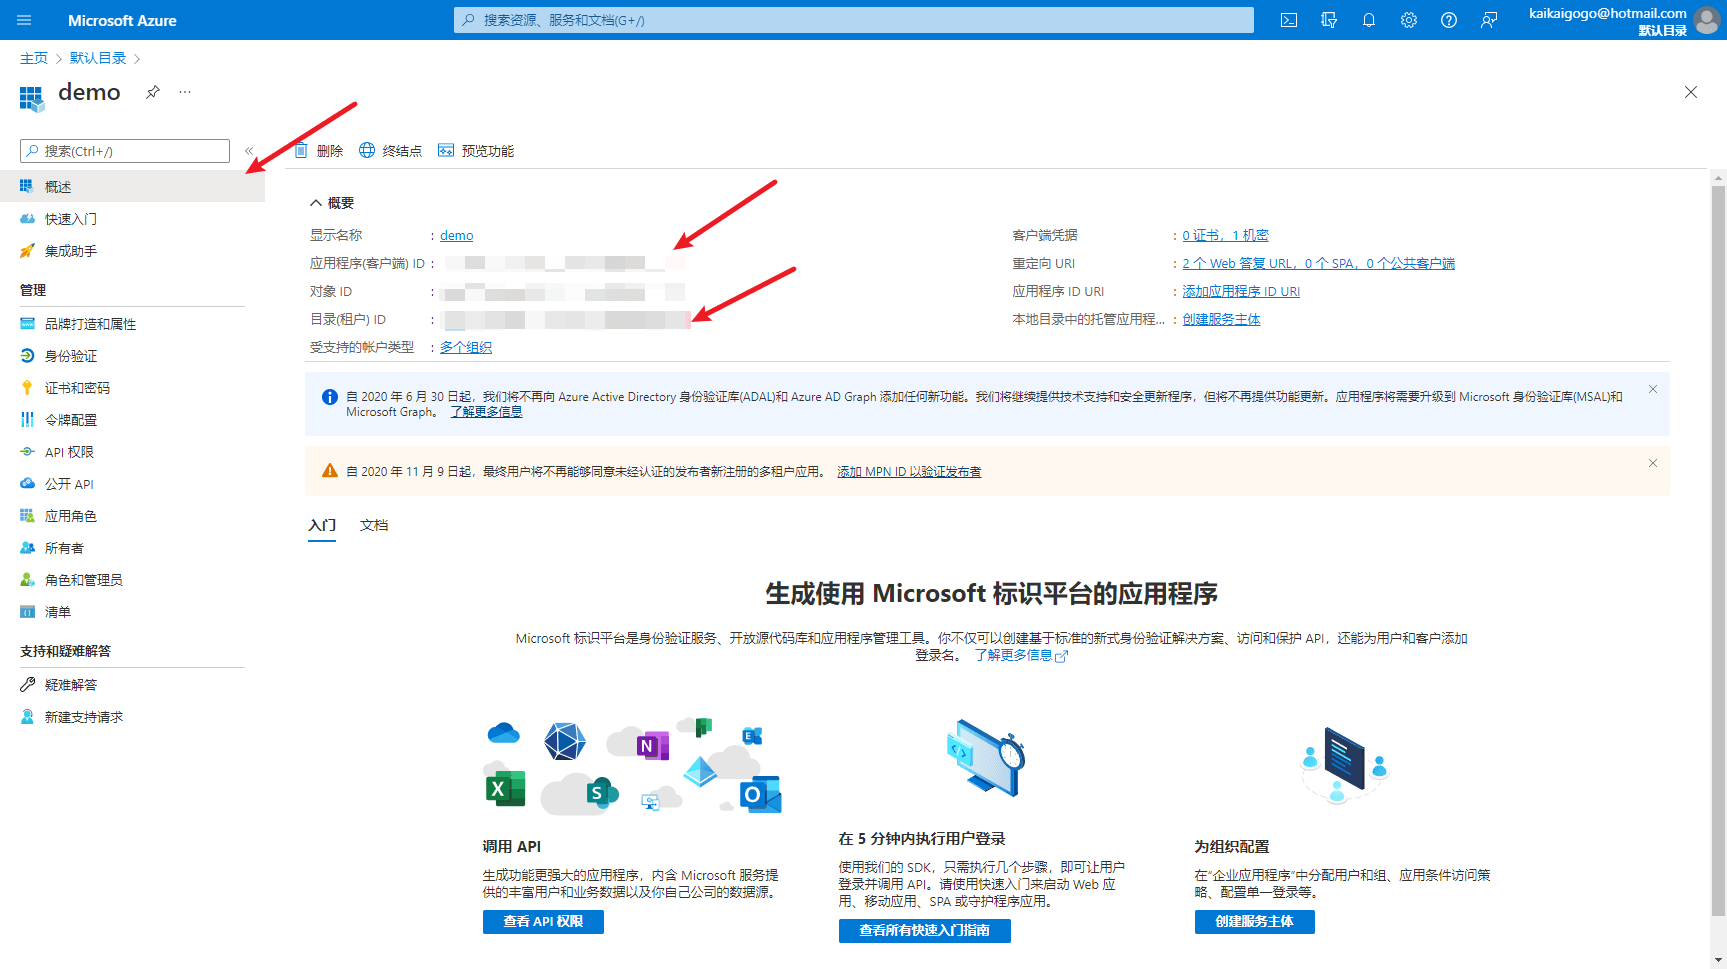 Microsoft Azure
搜索资源、服务和文档(G+/)
kaikaigogo@hotmail.com
默认目录
主页 > 默认目录 >
demo
搜索(Ctrl+/)
«
概述
快速入门
集成助手
管理
品牌打造和属性
身份验证
证书和密码
令牌配置
API 权限
公开 API
应用角色
所有者
角色和管理员
清单
支持和疑难解答
疑难解答
新建支持请求
删除
终结点
预览功能
概要
显示名称 : demo
应用程序(客户端) ID :
对象 ID :
目录(租户) ID :
受支持的帐户类型 : 多个组织
客户端凭据 : 0 证书，1 机密
重定向 URI : 2 个 Web 答复 URL，0 个 SPA，0 个公共客户端
应用程序 ID URI : 添加应用程序 ID URI
本地目录中的托管应用程... : 创建服务主体
自 2020 年 6 月 30 日起，我们将不再向 Azure Active Directory 身份验证库(ADAL)和 Azure AD Graph 添加任何新功能。我们将继续提供技术支持和安全更新程序，但将不再提供功能更新。应用程序将需要升级到 Microsoft 身份验证库(MSAL)和
Microsoft Graph。 了解更多信息
自 2020 年 11 月 9 日起，最终用户将不再能够同意未经认证的发布者新注册的多租户应用。 添加 MPN ID 以验证发布者
入门
文档
生成使用 Microsoft 标识平台的应用程序
Microsoft 标识平台是身份验证服务、开放源代码库和应用程序管理工具。你不仅可以创建基于标准的新式身份验证解决方案、访问和保护 API，还能为用户和客户添加
登录名。 了解更多信息
N
E
X
S
O
调用 API
生成功能更强大的应用程序，内含 Microsoft 服务提
供的丰富用户和业务数据以及你自己公司的数据源。
查看 API 权限
在 5 分钟内执行用户登录
使用我们的 SDK，只需执行几个步骤，即可让用户
登录并调用 API。请使用快速入门来启动 Web 应
用、移动应用、SPA 或守护程序应用。
查看所有快速入门指南
为组织配置
在“企业应用程序”中分配用户和组、应用条件访问策
略、配置单一登录等。
创建服务主体